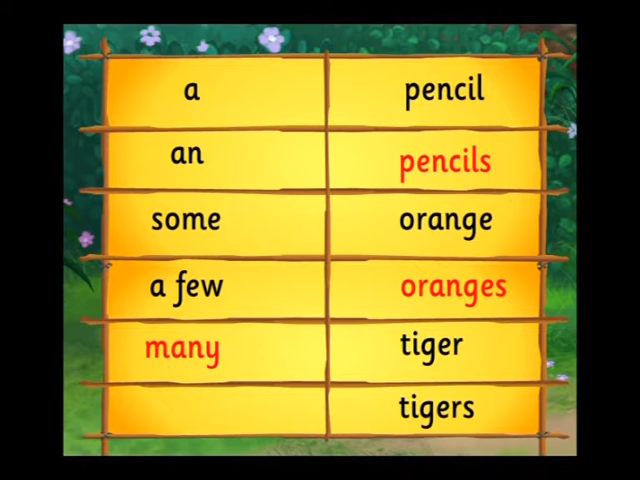 a pencil
an pencils
some orange
a few oranges
many tiger
tigers